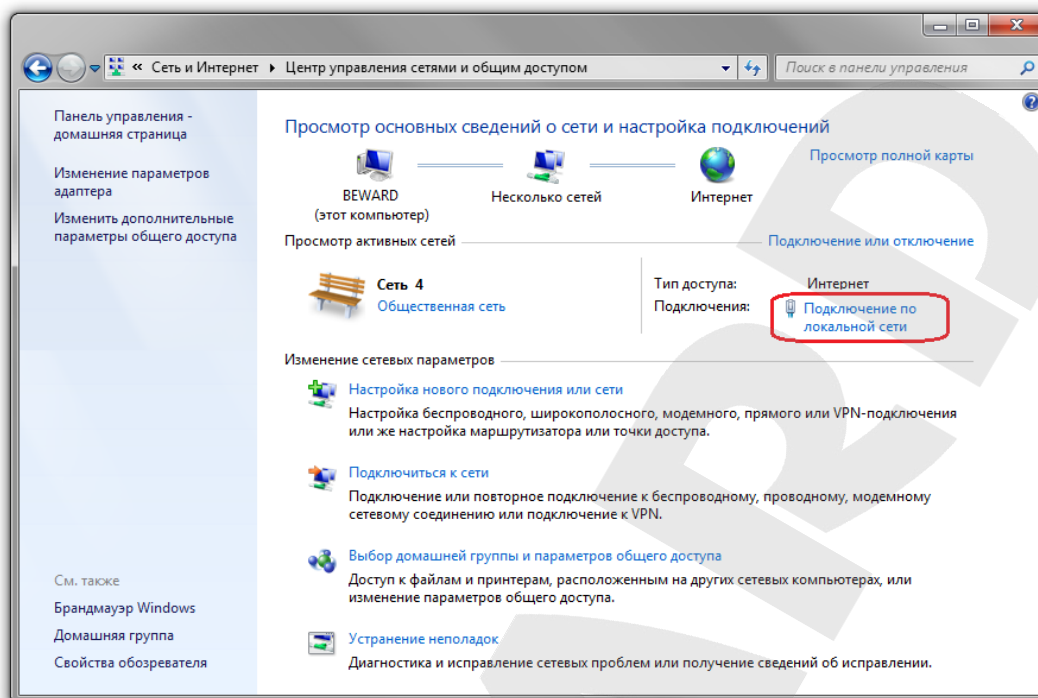 « Сеть и Интернет ▸ Центр управления сетями и общим доступом
Поиск в панели управления
Панель управления -
домашняя страница
Изменение параметров
адаптера
Изменить дополнительные
параметры общего доступа
См. также
Брандмауэр Windows
Домашняя группа
Свойства обозревателя
Просмотр основных сведений о сети и настройка подключений
Просмотр полной карты
BEWARD
(этот компьютер)
Несколько сетей
Интернет
Просмотр активных сетей
Подключение или отключение
Сеть 4
Общественная сеть
Тип доступа: Интернет
Подключения: Подключение по
локальной сети
Изменение сетевых параметров
Настройка нового подключения или сети
Настройка беспроводного, широкополосного, модемного, прямого или VPN-подключения
или же настройка маршрутизатора или точки доступа.
Подключиться к сети
Подключение или повторное подключение к беспроводному, проводному, модемному
сетевому соединению или подключение к VPN.
Выбор домашней группы и параметров общего доступа
Доступ к файлам и принтерам, расположенным на других сетевых компьютерах, или
изменение параметров общего доступа.
Устранение неполадок
Диагностика и исправление сетевых проблем или получение сведений об исправлении.